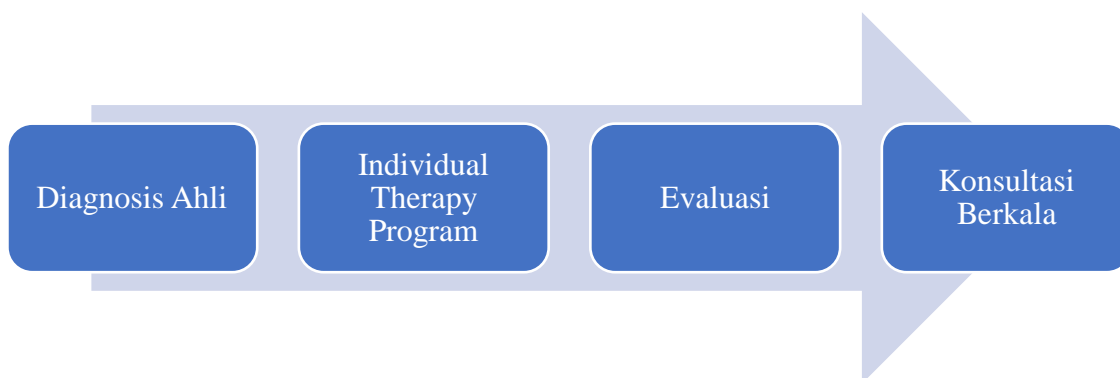 Diagnosis Ahli
Individual
Therapy
Program
Evaluasi
Konsultasi
Berkala